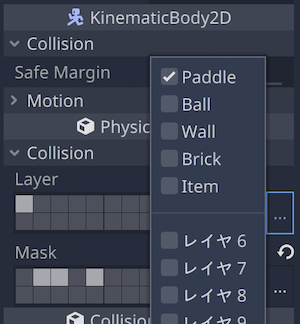 KinematicBody2D
Collision
Safe Margin
Motion
Physic
Collision
Layer
...
Mask
...
Collision
Paddle
Ball
Wall
Brick
Item
レイヤ 6
レイヤ 7
レイヤ 8
レイヤ 9